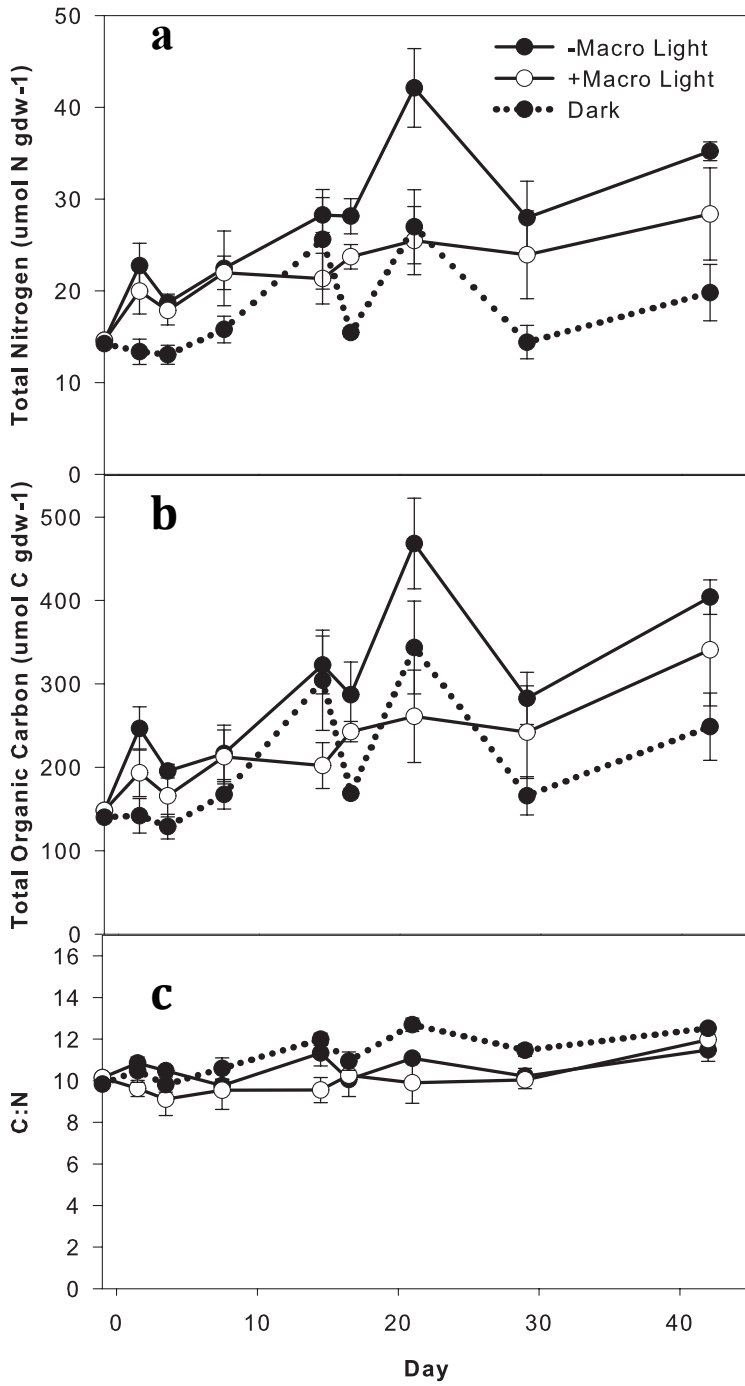 a
-Macro Light
+Macro Light
Dark
Total Nitrogen (umol N gdw-1)
50
40
30
20
10
0
b
Total Organic Carbon (umol C gdw-1)
500
400
300
200
100
0
c
C:N
16
14
12
10
8
6
4
2
0
0 10 20 30 40
Day